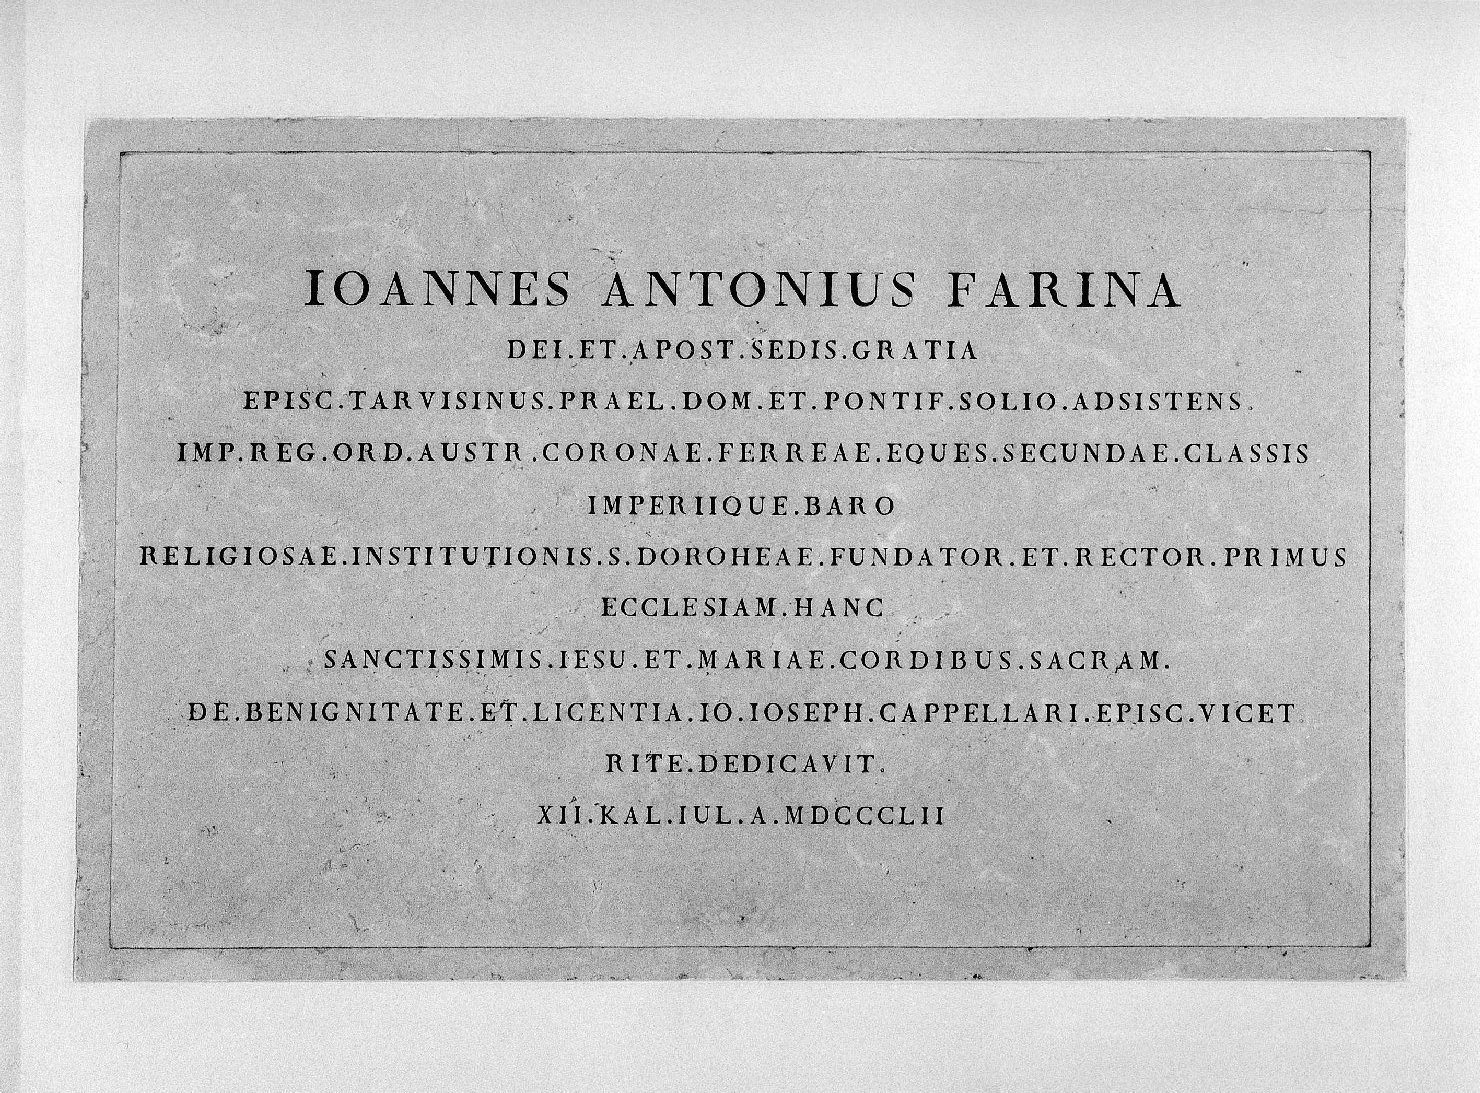 IOANNES ANTONIUS FARINA
DEI.ET.APOST.SEDIS.GRATIA
EPISC.TARVISINUS.PRAEL.DOM.ET.PONTIF.SOLIO.ADSISTENS.
IMP.REG.ORD.AUSTR.CORONAE.FERREAE.EQUES.SECUNDAE.CLASSIS
IMPERIIQUE.BARO
RELIGIOSAE.INSTITUTIONIS.S.DOROHEAE.FUNDATOR.ET.RECTOR.PRIMUS
ECCLESIAM.HANC
SANCTISSIMIS.IESU.ET.MARIAE.CORDIBUS.SACRAM.
DE.BENIGNITATE.ET.LICENTIA.IO.IOSEPH.CAPPELLARI.EPISC.VICET
RITE.DEDICAVIT.
XII.KAL.IUL.A.MDCCCLII